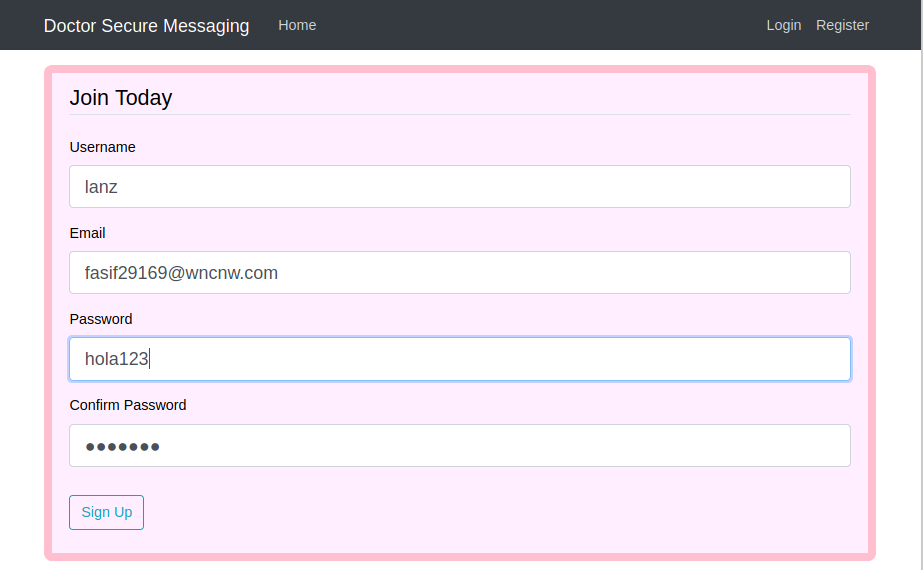 Doctor Secure Messaging Home Login Register
Join Today
Username
lanz
Email
fasif29169@wncnw.com
Password
hola123
Confirm Password
●●●●●●●
Sign Up